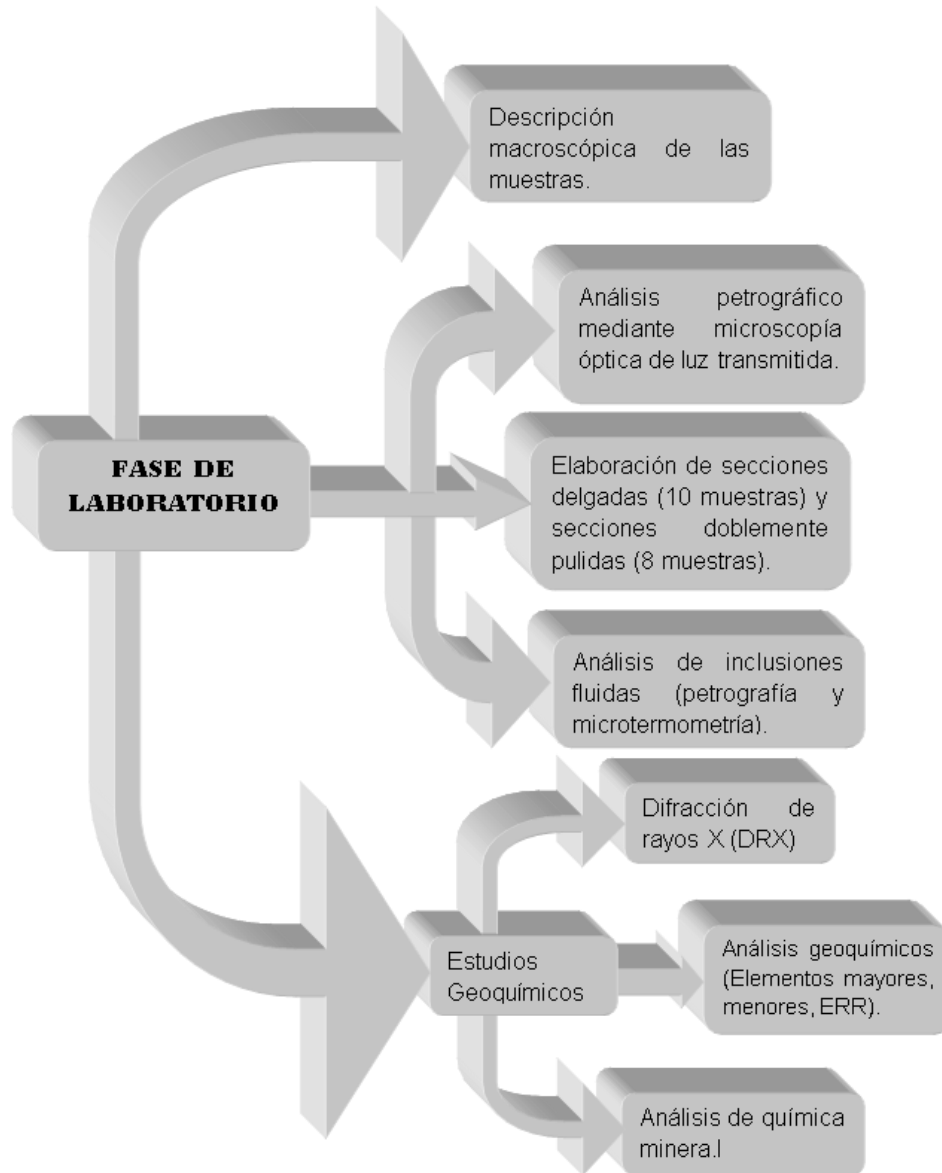 Descripción
macroscópica de las
muestras.
Análisis petrográfico
mediante microscopía
óptica de luz transmitida.
FASE DE
LABORATORIO
Elaboración de secciones
delgadas (10 muestras) y
secciones doblemente
pulidas (8 muestras).
Análisis de inclusiones
fluidas (petrografía y
microtermometría).
Difracción de
rayos X (DRX)
Estudios
Geoquímicos
Análisis geoquímicos
(Elementos mayores,
menores, ERR).
Análisis de química
minera.l